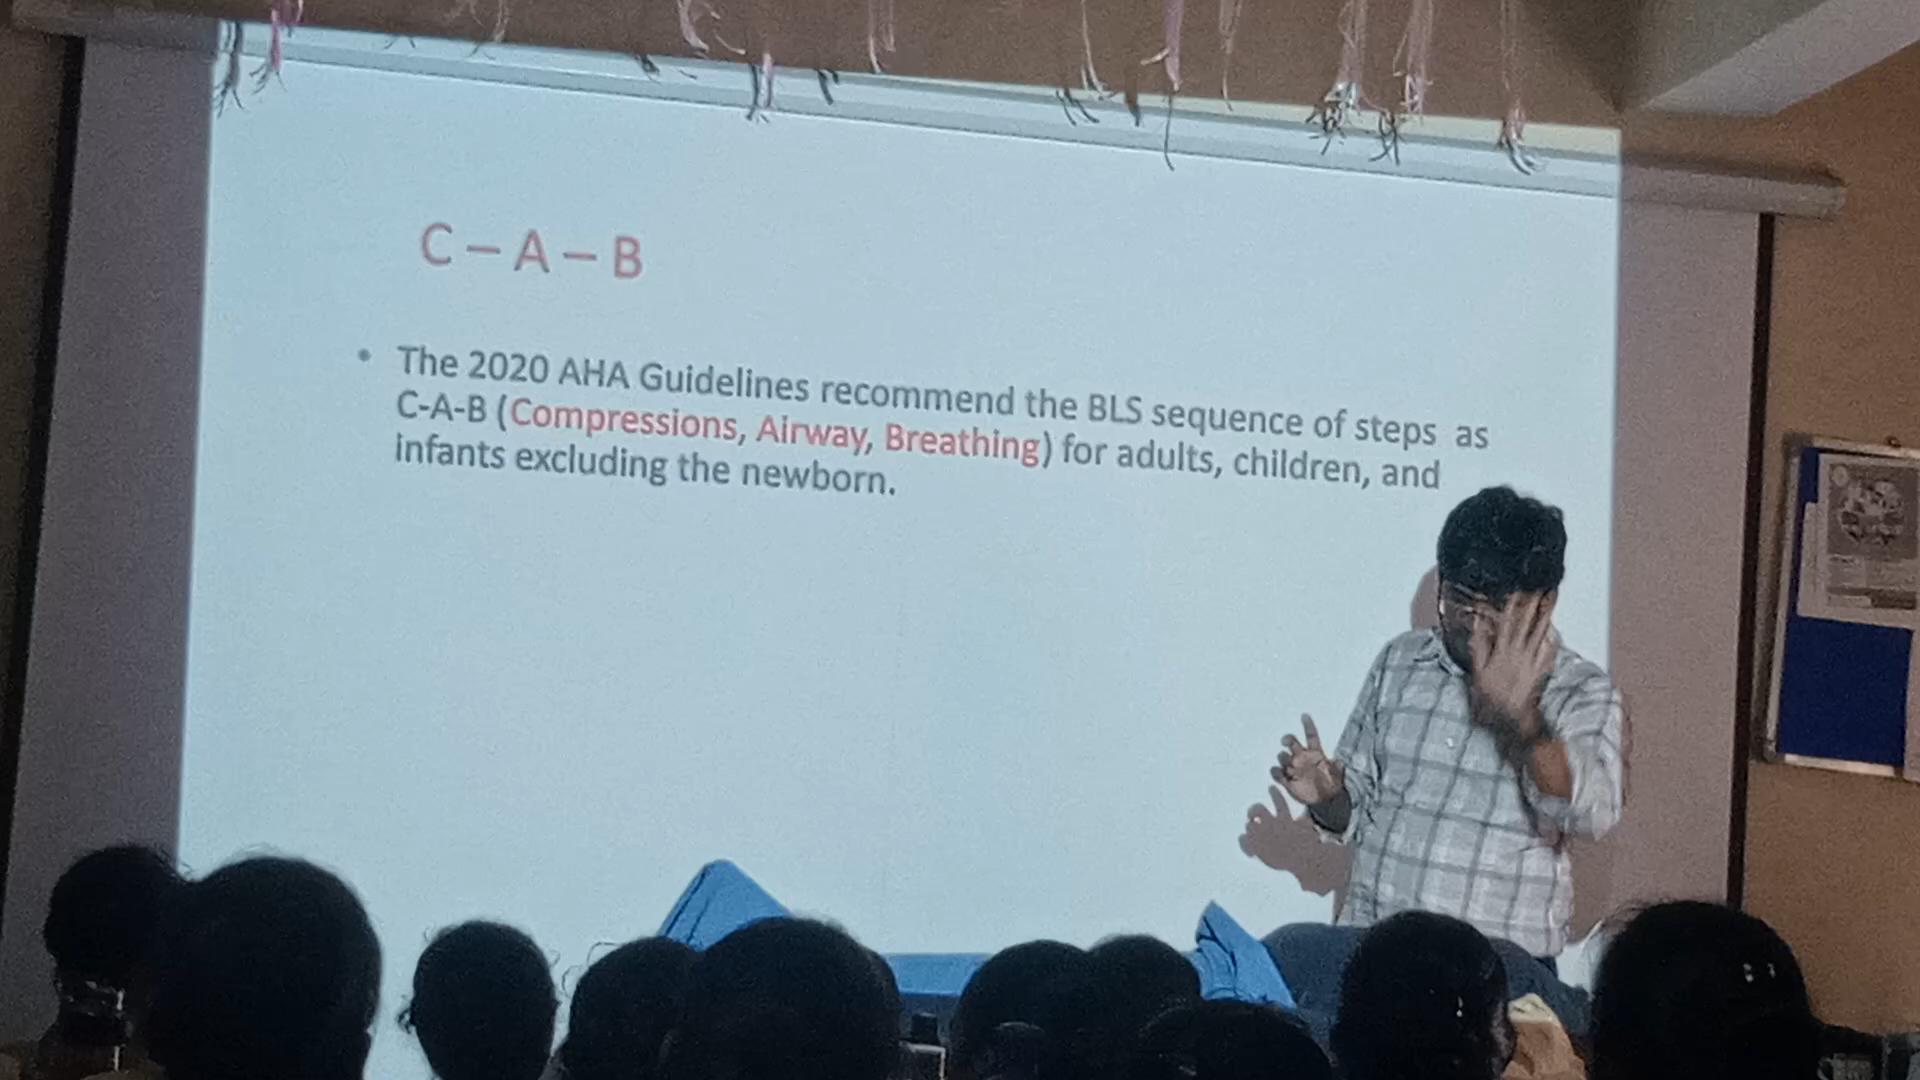 C – A – B
• The 2020 AHA Guidelines recommend the BLS sequence of steps as
C-A-B (Compressions, Airway, Breathing) for adults, children, and
infants excluding the newborn.